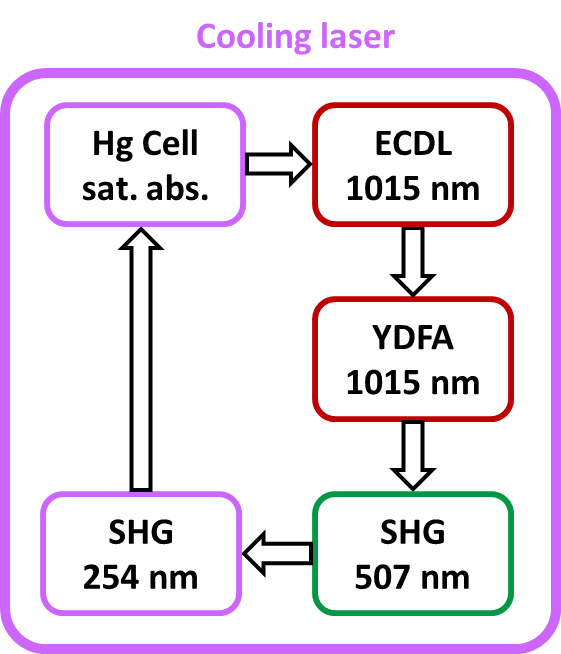 Cooling laser
Hg Cell
sat. abs.
ECDL
1015 nm
YDFA
1015 nm
SHG
507 nm
SHG
254 nm